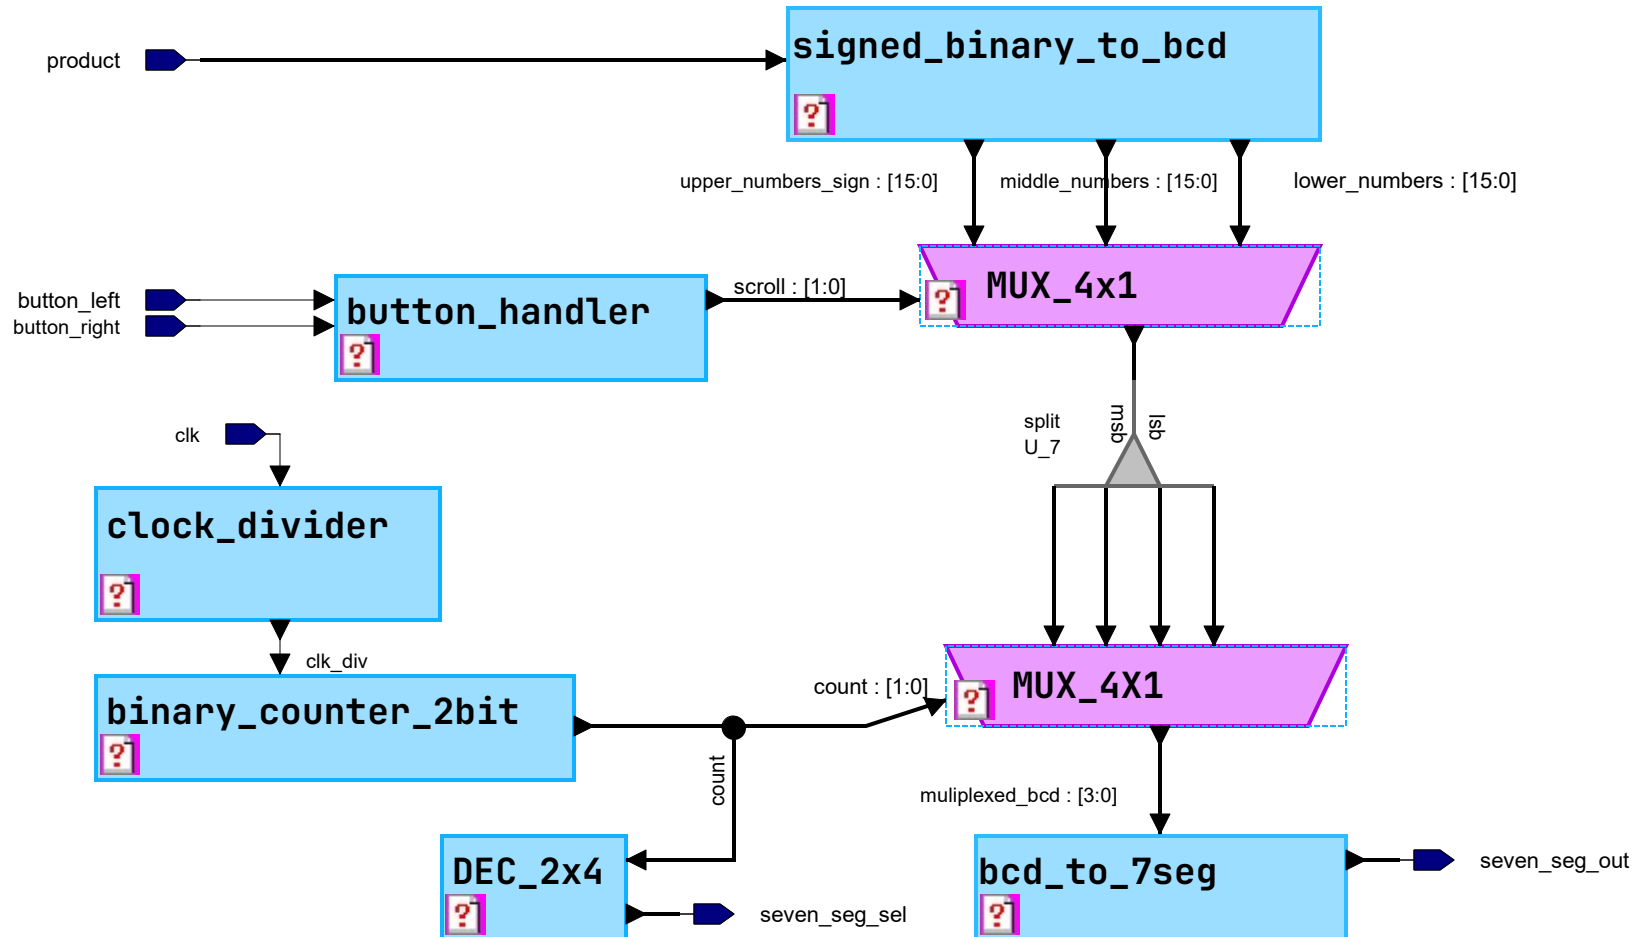 signed_binary_to_bcd
product
?
upper_numbers_sign : [15:0]
middle_numbers : [15:0]
lower_numbers : [15:0]
MUX_4x1
?
scroll : [1:0]
button_left
button_right
button_handler
?
split
U_7
msb
lsb
clk
clock_divider
?
clk_div
binary_counter_2bit
?
count : [1:0]
MUX_4X1
?
count
muliplexed_bcd : [3:0]
DEC_2x4
?
seven_seg_sel
bcd_to_7seg
?
seven_seg_out